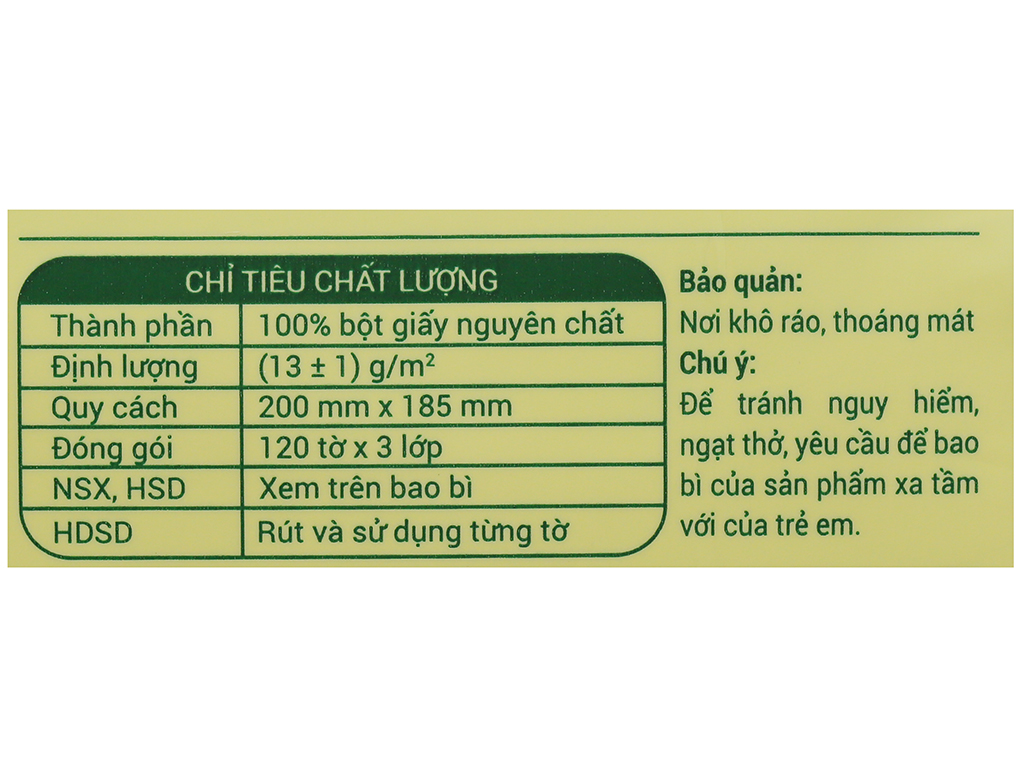 CHỈ TIÊU CHẤT LƯỢNG
Thành phần 100% bột giấy nguyên chất
Định lượng (13 ± 1) g/m²
Quy cách 200 mm x 185 mm
Đóng gói 120 tờ x 3 lớp
NSX, HSD Xem trên bao bì
HDSD Rút và sử dụng từng tờ
Bảo quản:
Nơi khô ráo, thoáng mát
Chú ý:
Để tránh nguy hiểm,
ngạt thở, yêu cầu để bao
bì của sản phẩm xa tầm
với của trẻ em.